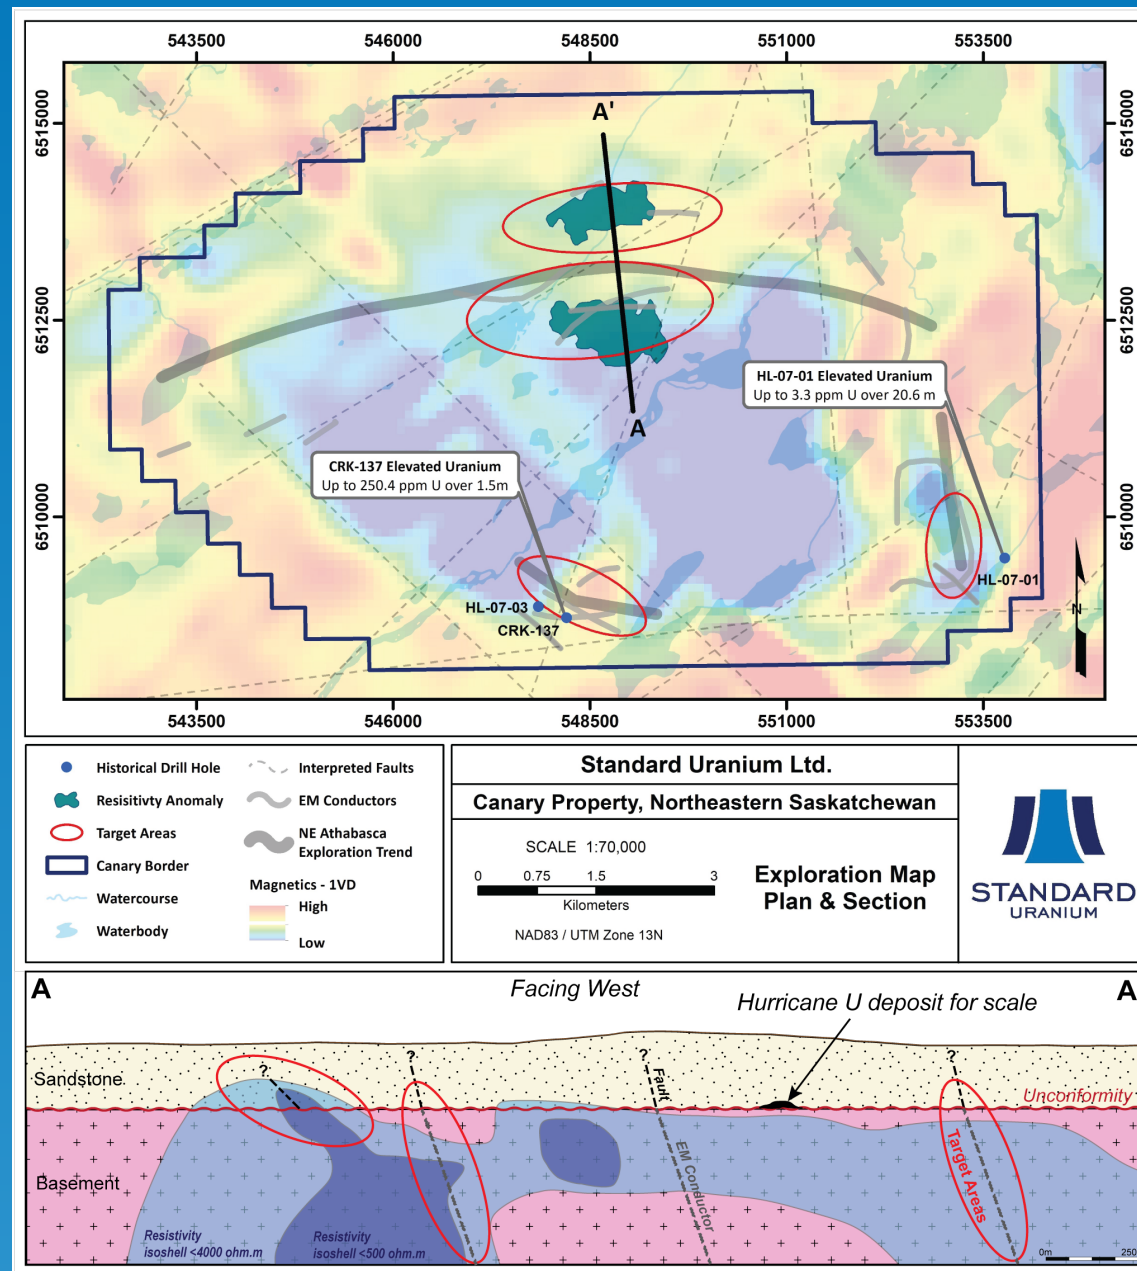 543500 546000 548500 551000 553500
6515000
6515000
A'
6512500
6512500
HL-07-01 Elevated Uranium
Up to 3.3 ppm U over 20.6 m
A
CRK-137 Elevated Uranium
Up to 250.4 ppm U over 1.5m
6510000
6510000
HL-07-01
HL-07-03
CRK-137
N
543500 546000 548500 551000 553500
Historical Drill Hole
Resisitivty Anomaly
Target Areas
Canary Border
Watercourse
Waterbody
Interpreted Faults
EM Conductors
NE Athabasca
Exploration Trend
Magnetics - 1VD
High
Low
Standard Uranium Ltd.
Canary Property, Northeastern Saskatchewan
SCALE 1:70,000
0 0.75 1.5 3
Kilometers
NAD83 / UTM Zone 13N
Exploration Map
Plan & Section
STANDARD
URANIUM
A
Facing West
A
Hurricane U deposit for scale
? ? ? ?
Sandstone
Fault
Unconformity
Basement
EM Conductor
Target Areas
Resistivity
isoshell <4000 ohm.m
Resistivity
isoshell <500 ohm.m
0m 250